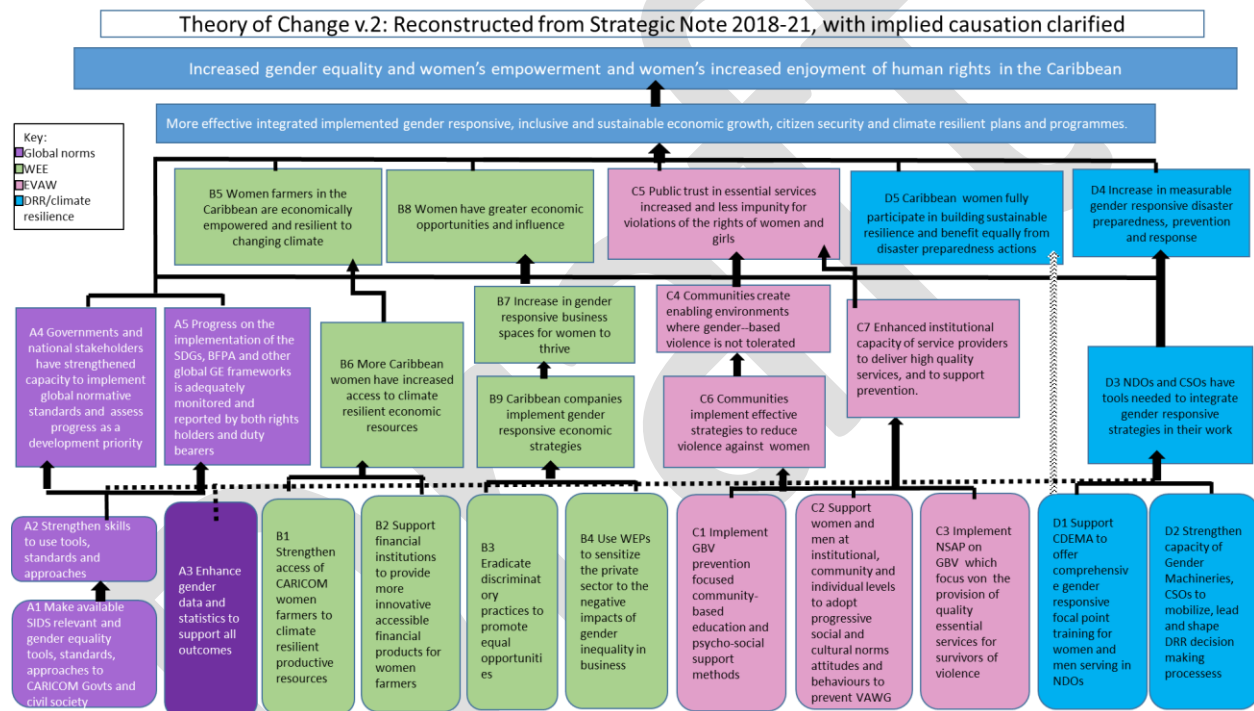 Theory of Change v.2: Reconstructed from Strategic Note 2018-21, with implied causation clarified
Increased gender equality and women's empowerment and women's increased enjoyment of human rights in the Caribbean
More effective integrated implemented gender responsive, inclusive and sustainable economic growth, citizen security and climate resilient plans and programmes.
Key:
Global norms
WEE
EVAW
DRR/climate
resilience
B5 Women farmers in the
Caribbean are economically
empowered and resilient to
changing climate
B8 Women have greater economic
opportunities and influence
C5 Public trust in essential services
increased and less impunity for
violations of the rights of women and
girls
D5 Caribbean women fully
participate in building sustainable
resilience and benefit equally from
disaster preparedness actions
D4 Increase in measurable
gender responsive disaster
preparedness, prevention
and response
A4 Governments and
national stakeholders
have strengthened
capacity to implement
global normative
standards and assess
progress as a
development priority
A5 Progress on the
implementation of the
SDGs, BFPA and other
global GE frameworks is
adequately
monitored and
reported by both rights
holders and duty
bearers
B6 More Caribbean
women have increased
access to climate
resilient economic
resources
B7 Increase in gender
responsive business
spaces for women to
thrive
B9 Caribbean companies
implement gender
responsive economic
strategies
C4 Communities create
enabling environments
where gender--based
violence is not tolerated
C6 Communities
implement effective
strategies to reduce
violence against women
C7 Enhanced institutional
capacity of service providers
to deliver high quality
services, and to support
prevention.
D3 NDOs and CSOs have
tools needed to integrate
gender responsive
strategies in their work
A2 Strengthen skills
to use tools,
standards and
approaches
A1 Make available
SIDS relevant and
gender equality
tools, standards,
approaches to
CARICOM Govts and
civil society
A3 Enhance
gender
data and
statistics to
support all
outcomes
B1
Strengthen
access of
CARICOM
women
farmers to
climate
resilient
productive
resources
B2 Support
financial
institutions
to provide
more
innovative
accessible
financial
products for
women
farmers
B3
Eradicate
discriminat
ory
practices to
promote
equal
opportuniti
es
B4 Use WEPs
to sensitize
the private
sector to the
negative
impacts of
gender
inequality in
business
C1 Implement
GBV
prevention
focused
community-
based
education and
psycho-social
support
methods
C2 Support
women and
men at
institutional,
community and
individual levels
to adopt
progressive
social and
cultural norms
attitudes and
behaviours to
prevent VAWG
C3 Implement
NSAP on
GBV which
focus von the
provision of
quality
essential
services for
survivors of
violence
D1 Support
CDEMA to
offer
comprehensiv
e gender
responsive
focal point
training for
women and
men serving in
NDOs
D2 Strengthen
capacity of
Gender
Machineries,
CSOs to
mobilize, lead
and shape
DRR decision
making
processess